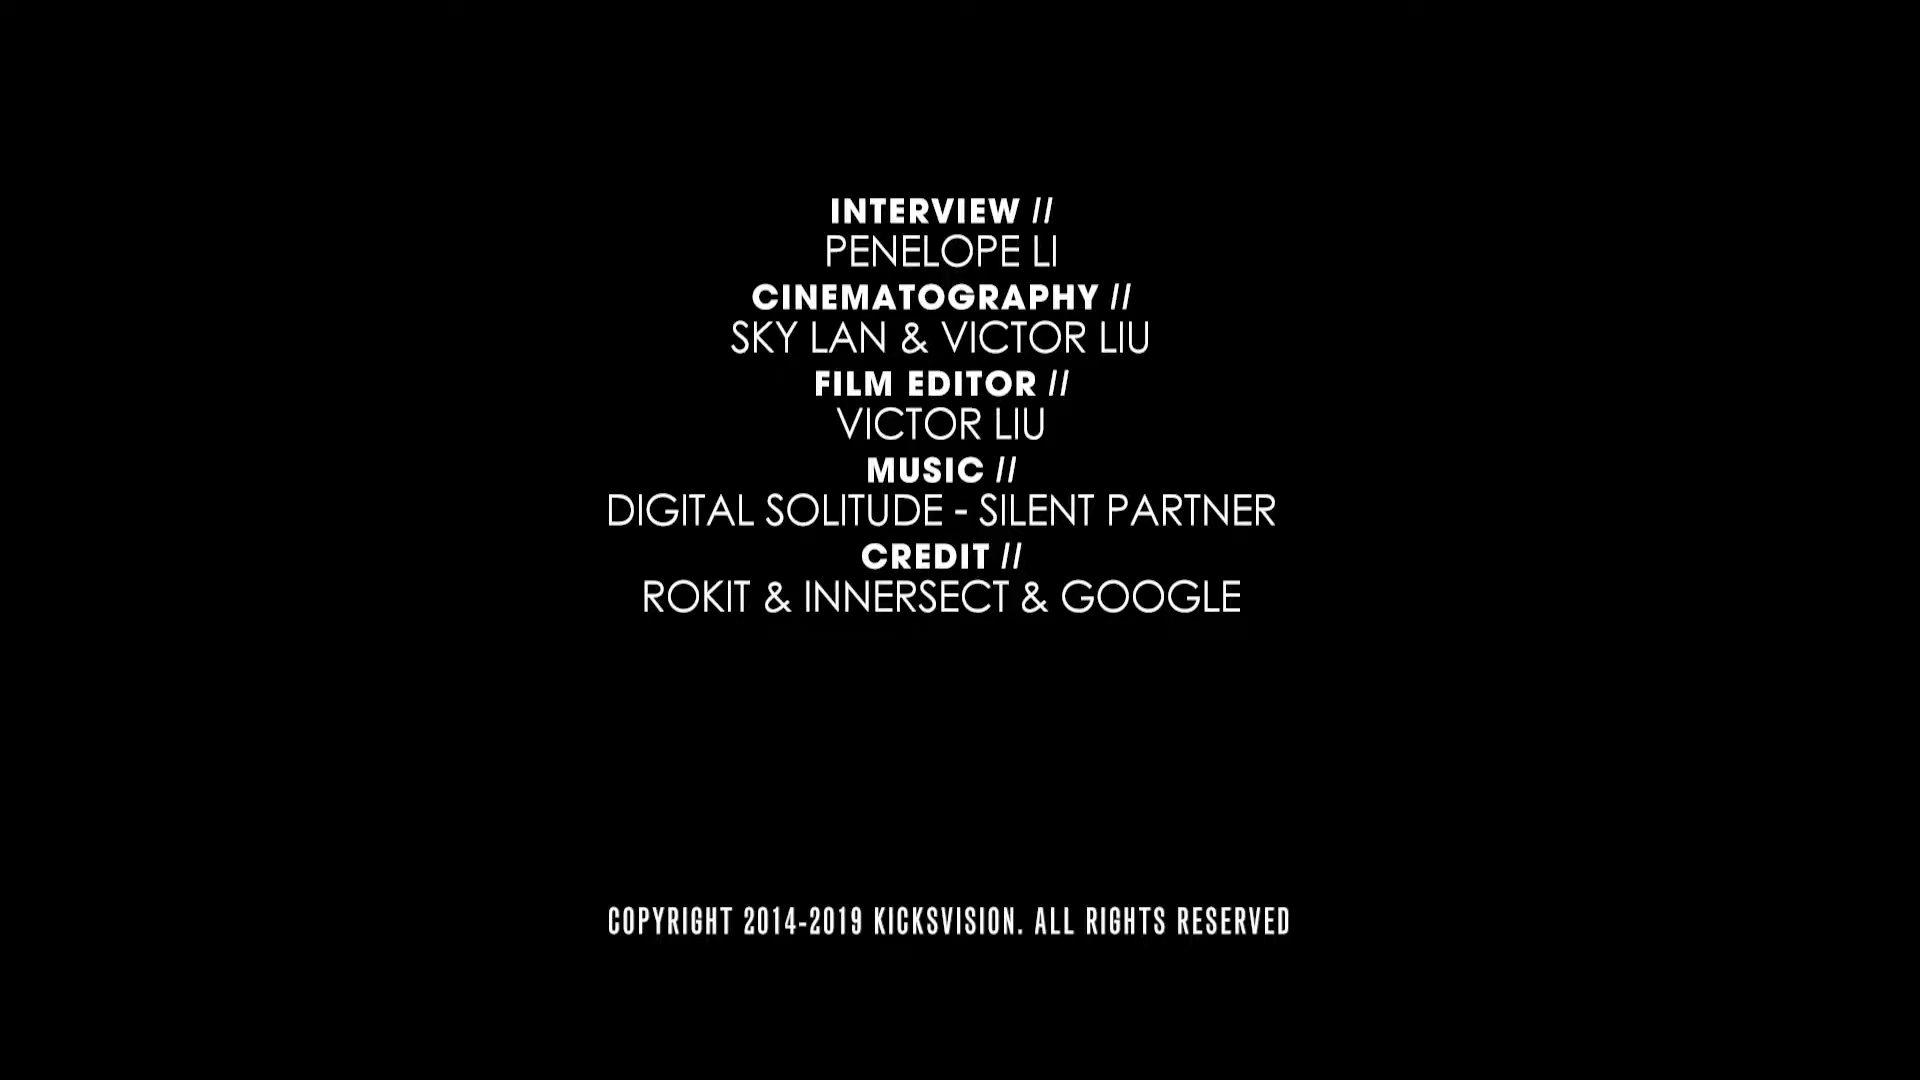 INTERVIEW //
PENELOPE LI
CINEMATOGRAPHY //
SKY LAN & VICTOR LIU
FILM EDITOR //
VICTOR LIU
MUSIC //
DIGITAL SOLITUDE - SILENT PARTNER
CREDIT //
ROKIT & INNERSECT & GOOGLE
COPYRIGHT 2014-2019 KICKSVISION. ALL RIGHTS RESERVED